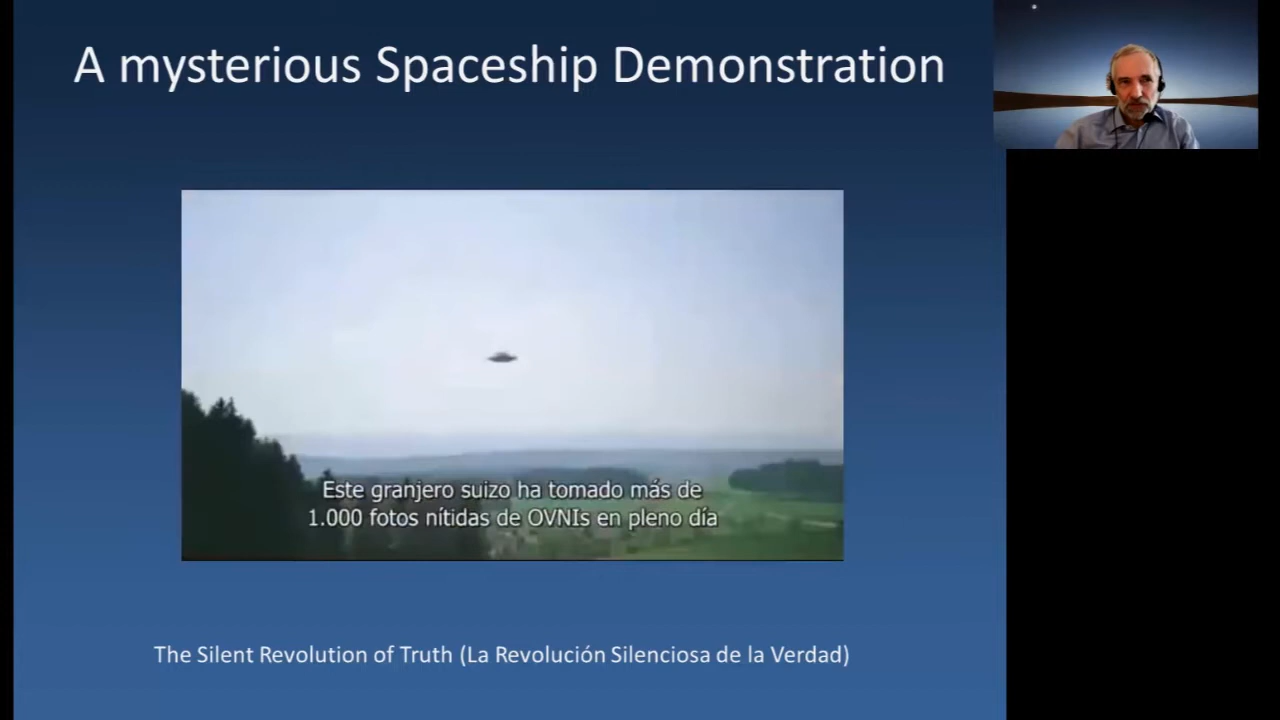 A mysterious Spaceship Demonstration
Este granjero suizo ha tomado más de
1.000 fotos nítidas de OVNIs en pleno día
The Silent Revolution of Truth (La Revolución Silenciosa de la Verdad)